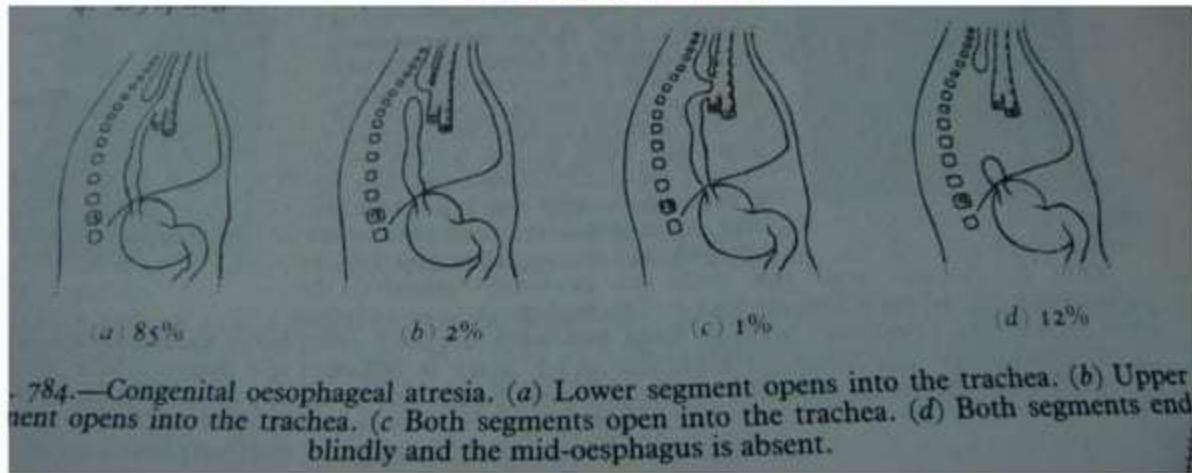 (a) 85% (b) 2% (c) 1% (d) 12%
. 784.—Congenital oesophageal atresia. (a) Lower segment opens into the trachea. (b) Upper
ment opens into the trachea. (c Both segments open into the trachea. (d) Both segments end
blindly and the mid-oesphagus is absent.